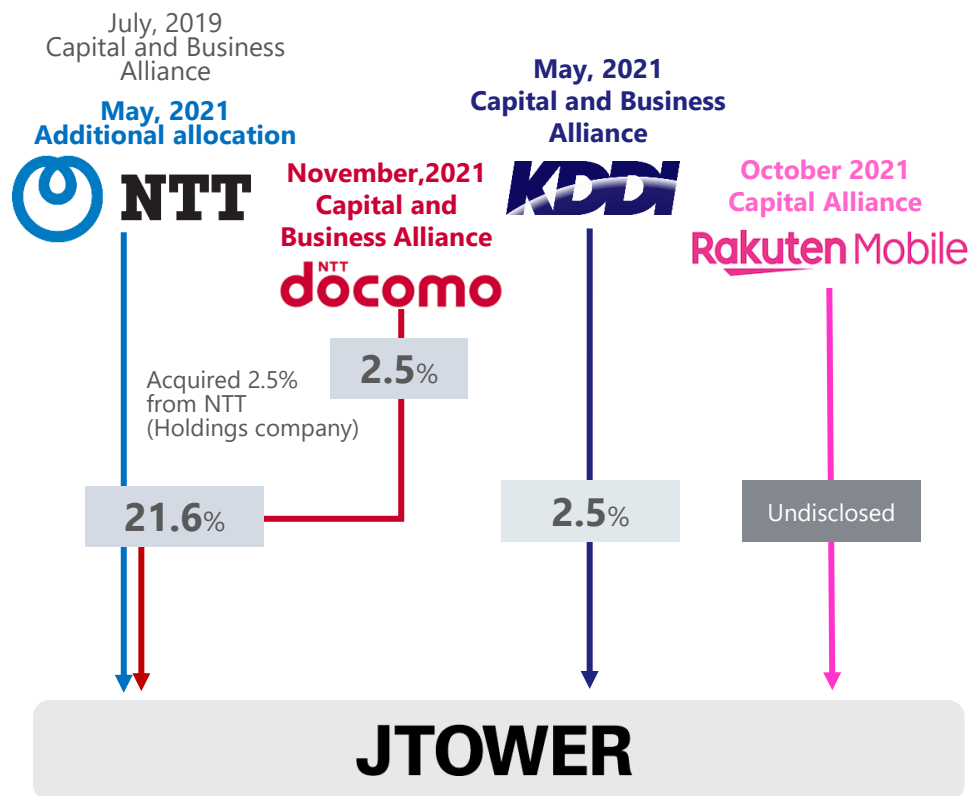 July, 2019
Capital and Business
Alliance
May, 2021
Additional allocation
NTT
November,2021
Capital and
Business Alliance
NTT
docomo
May, 2021
Capital and Business
Alliance
KDDI
October 2021
Capital Alliance
Rakuten Mobile
2.5%
Acquired 2.5%
from NTT
(Holdings company)
21.6%
2.5%
Undisclosed
JTOWER